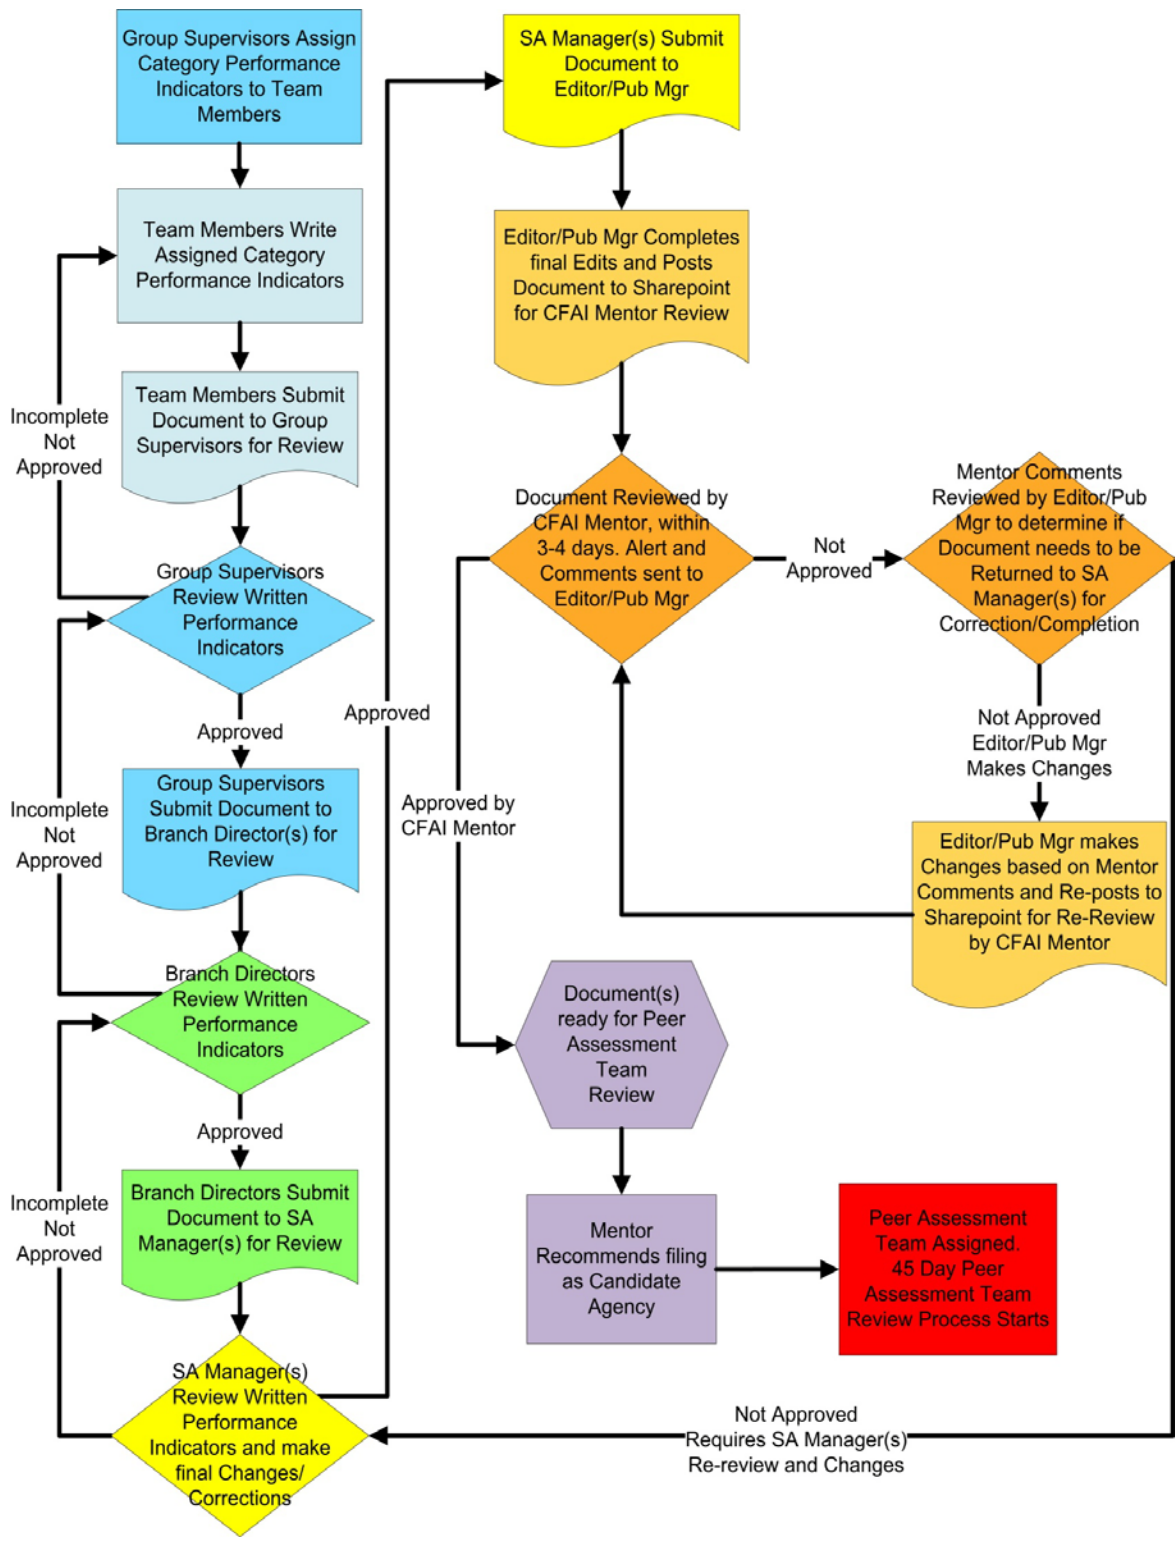 Group Supervisors Assign
Category Performance
Indicators to Team
Members
Team Members Write
Assigned Category
Performance Indicators
Team Members Submit
Document to Group
Supervisors for Review
Incomplete
Not
Approved
Group Supervisors
Review Written
Performance
Indicators
Approved
Group Supervisors
Submit Document to
Branch Director(s) for
Review
Incomplete
Not
Approved
Branch Directors
Review Written
Performance
Indicators
Approved
Branch Directors Submit
Document to SA
Manager(s) for Review
Incomplete
Not
Approved
SA Manager(s)
Review Written
Performance
Indicators and make
final Changes/
Corrections
Approved
SA Manager(s) Submit
Document to
Editor/Pub Mgr
Editor/Pub Mgr Completes
final Edits and Posts
Document to Sharepoint
for CFAI Mentor Review
Document Reviewed by
CFAI Mentor, within
3-4 days. Alert and
Comments sent to
Editor/Pub Mgr
Not
Approved
Mentor Comments
Reviewed by Editor/Pub
Mgr to determine if
Document needs to be
Returned to SA
Manager(s) for
Correction/Completion
Not Approved
Editor/Pub Mgr
Makes Changes
Editor/Pub Mgr makes
Changes based on Mentor
Comments and Re-posts to
Sharepoint for Re-Review
by CFAI Mentor
Approved by
CFAI Mentor
Document(s)
ready for Peer
Assessment
Team
Review
Mentor
Recommends filing
as Candidate
Agency
Peer Assessment
Team Assigned.
45 Day Peer
Assessment Team
Review Process Starts
Not Approved
Requires SA Manager(s)
Re-review and Changes